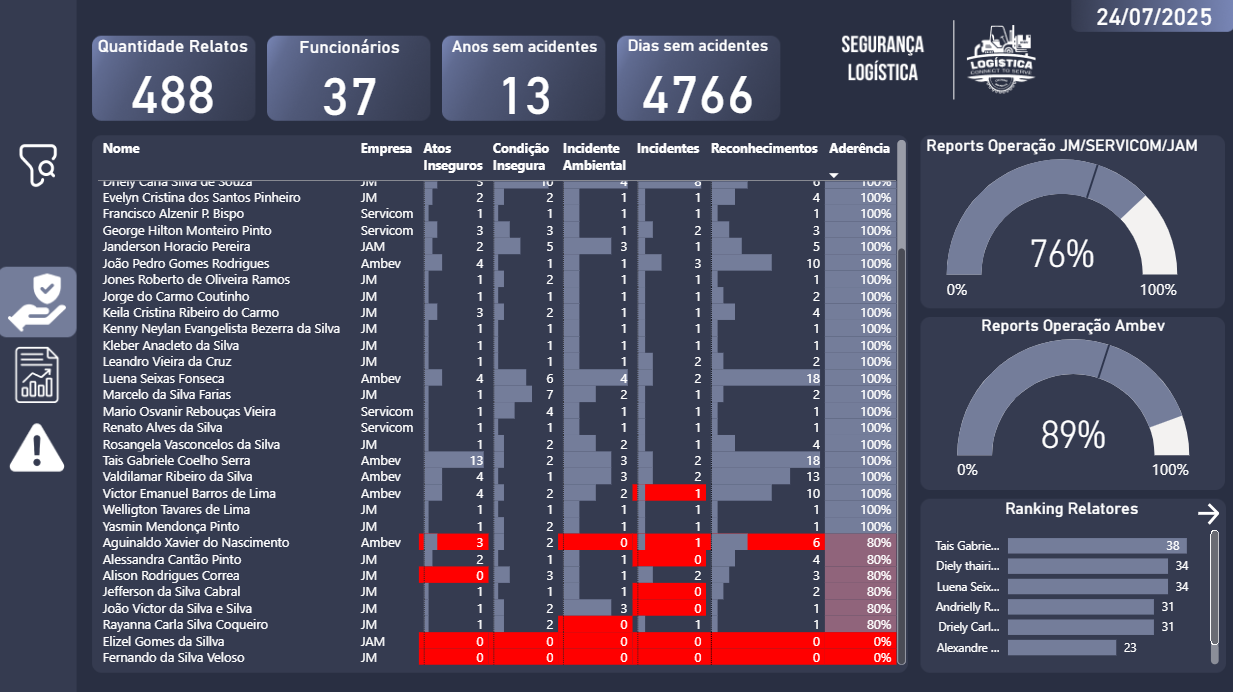 24/07/2025
Quantidade Relatos
488
Funcionários
37
Anos sem acidentes
13
Dias sem acidentes
4766
SEGURANÇA
LOGÍSTICA
LOGÍSTICA
CONNECT TO SERVE
Nome Empresa Atos Inseguros Condição Insegura Incidente Ambiental Incidentes Reconhecimentos Aderência
Driely Carla Silva de Souza JM 3 10 4 8 6 100%
Evelyn Cristina dos Santos Pinheiro JM 2 2 1 1 4 100%
Francisco Alzenir P. Bispo Servicom 1 1 1 1 1 100%
George Hilton Monteiro Pinto Servicom 3 3 1 2 3 100%
Janderson Horacio Pereira JAM 2 5 3 1 5 100%
João Pedro Gomes Rodrigues Ambev 4 1 1 3 10 100%
Jones Roberto de Oliveira Ramos JM 1 2 1 1 1 100%
Jorge do Carmo Coutinho JM 1 1 1 1 2 100%
Keila Cristina Ribeiro do Carmo JM 3 2 1 1 4 100%
Kenny Neylan Evangelista Bezerra da Silva JM 1 1 1 1 1 100%
Kleber Anacleto da Silva JM 1 1 1 1 1 100%
Leandro Vieira da Cruz JM 1 1 1 2 2 100%
Luena Seixas Fonseca Ambev 4 6 4 2 18 100%
Marcelo da Silva Farias JM 1 7 2 1 2 100%
Mario Osvanir Rebouças Vieira Servicom 1 4 1 1 1 100%
Renato Alves da Silva Servicom 1 1 1 1 1 100%
Rosangela Vasconcelos da Silva JM 1 2 2 1 4 100%
Tais Gabriele Coelho Serra Ambev 13 2 3 2 18 100%
Valdilamar Ribeiro da Silva Ambev 4 1 3 2 13 100%
Victor Emanuel Barros de Lima Ambev 4 2 2 1 10 100%
Welligton Tavares de Lima JM 1 1 1 1 1 100%
Yasmin Mendonça Pinto JM 1 2 1 1 1 100%
Aguinaldo Xavier do Nascimento Ambev 3 2 0 1 6 80%
Alessandra Cantão Pinto JM 2 1 1 0 4 80%
Alison Rodrigues Correa JM 0 3 1 2 3 80%
Jefferson da Silva Cabral JM 1 1 1 0 2 80%
João Victor da Silva e Silva JM 1 2 3 0 1 80%
Rayanna Carla Silva Coqueiro JM 1 2 0 1 1 80%
Elizel Gomes da Sillva JAM 0 0 0 0 0 0%
Fernando da Silva Veloso JM 0 0 0 0 0 0%
Reports Operação JM/SERVICOM/JAM
76%
0% 100%
Reports Operação Ambev
89%
0% 100%
Ranking Relatores
Tais Gabrie... 38
Diely thairi... 34
Luena Seix... 34
Andrielly R... 31
Driely Carl... 31
Alexandre ... 23